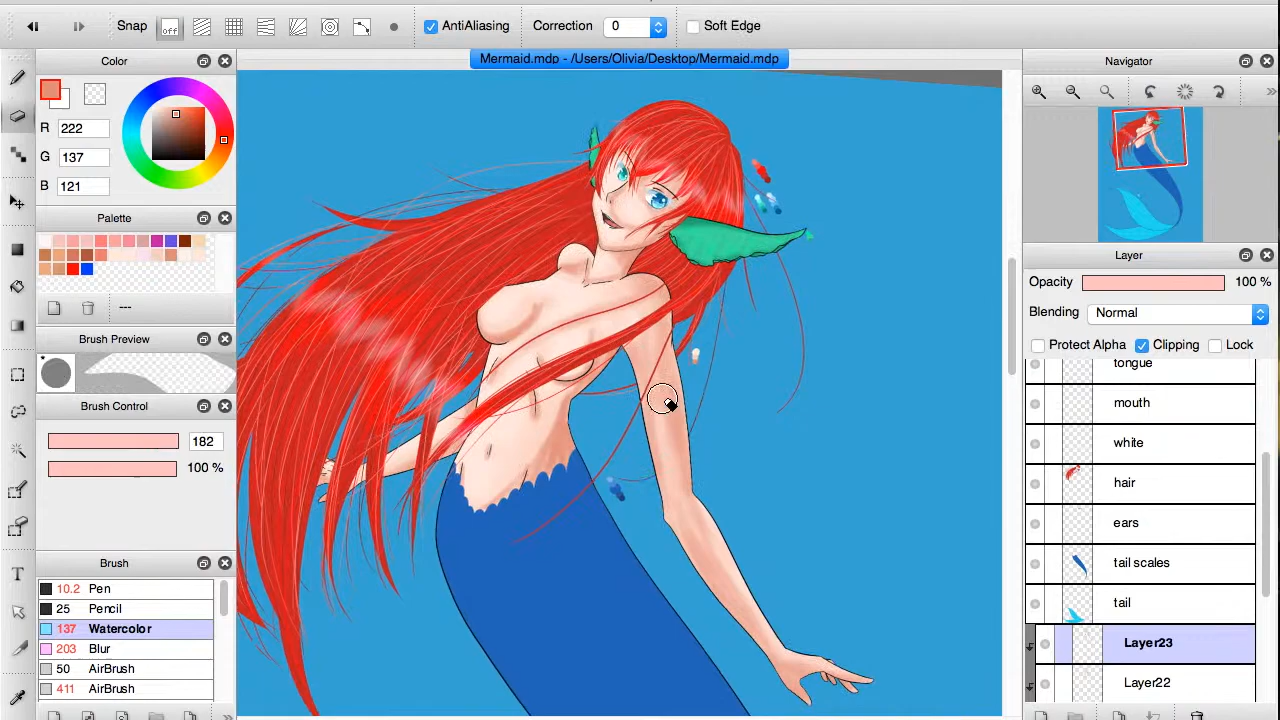 Snap off AntiAliasing Correction 0 Soft Edge
Mermaid.mdp - /Users/Olivia/Desktop/Mermaid.mdp
Color
R 222
G 137
B 121
Palette
---
Brush Preview
*
Brush Control
182
100 %
Brush
10.2 Pen
25 Pencil
137 Watercolor
203 Blur
50 AirBrush
411 AirBrush
T
Navigator
Layer
Opacity 100 %
Blending Normal
Protect Alpha Clipping Lock
tongue
mouth
white
hair
ears
tail scales
tail
Layer23
Layer22